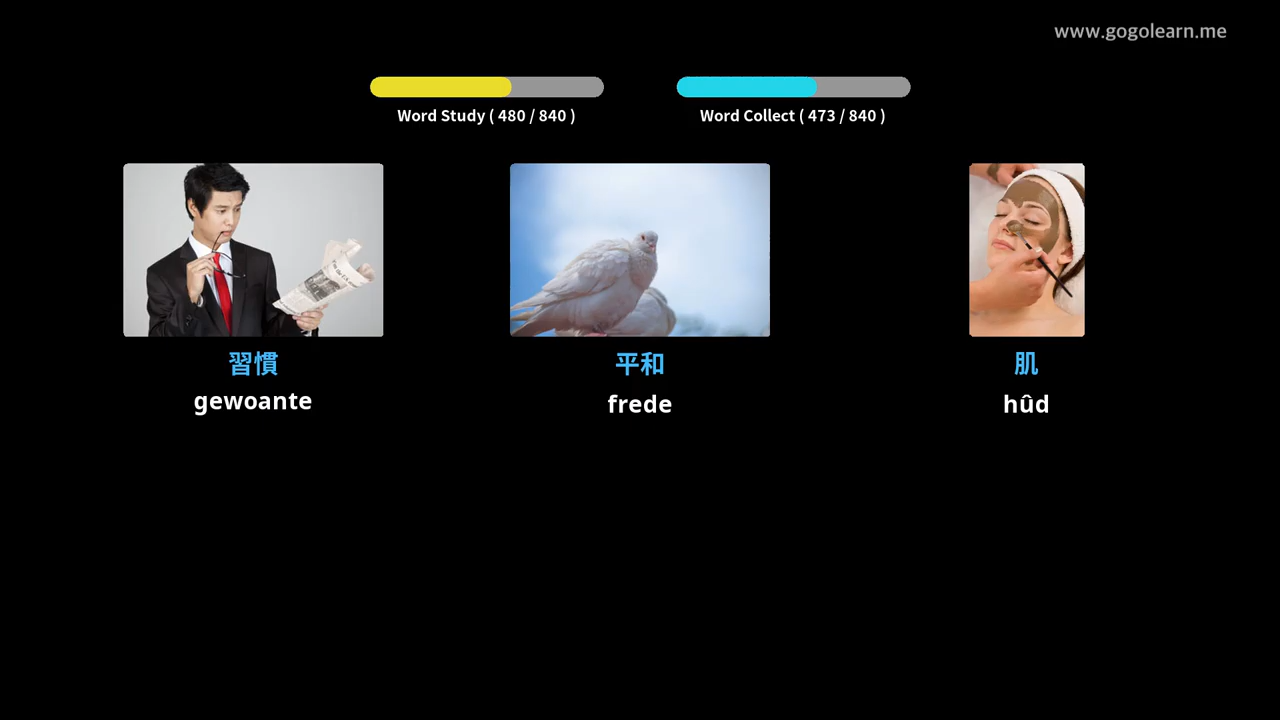 www.gogolearn.me
Word Study ( 480 / 840 )
Word Collect ( 473 / 840 )
習慣
平和
肌
gewoante
frede
hûd